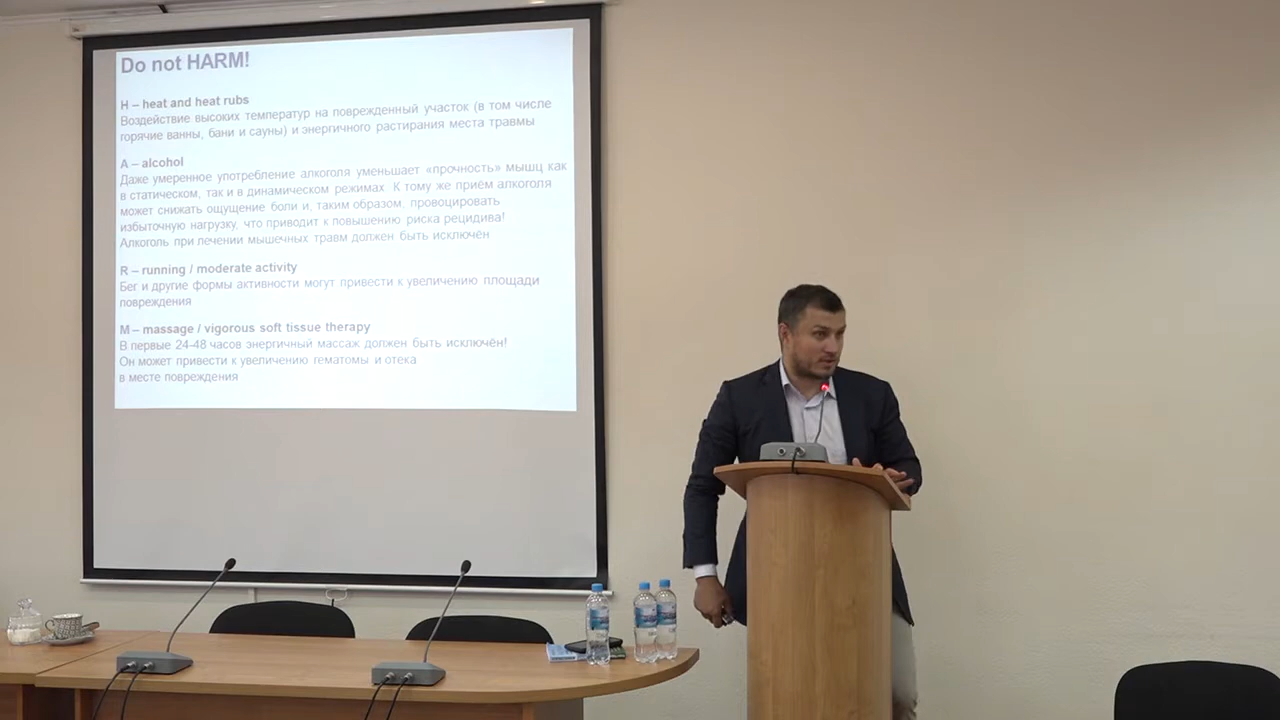 Do not HARM!
H – heat and heat rubs
Воздействие высоких температур на поврежденный участок (в том числе
горячие ванны, бани и сауны) и энергичного растирания места травмы
A – alcohol
Даже умеренное употребление алкоголя уменьшает «прочность» мышц как
в статическом, так и в динамическом режимах. К тому же приём алкоголя
может снижать ощущение боли и, таким образом, провоцировать
избыточную нагрузку, что приводит к повышению риска рецидива!
Алкоголь при лечении мышечных травм должен быть исключён
R – running / moderate activity
Бег и другие формы активности могут привести к увеличению площади
повреждения
M – massage / vigorous soft tissue therapy
В первые 24-48 часов энергичный массаж должен быть исключён!
Он может привести к увеличению гематомы и отека
в месте повреждения